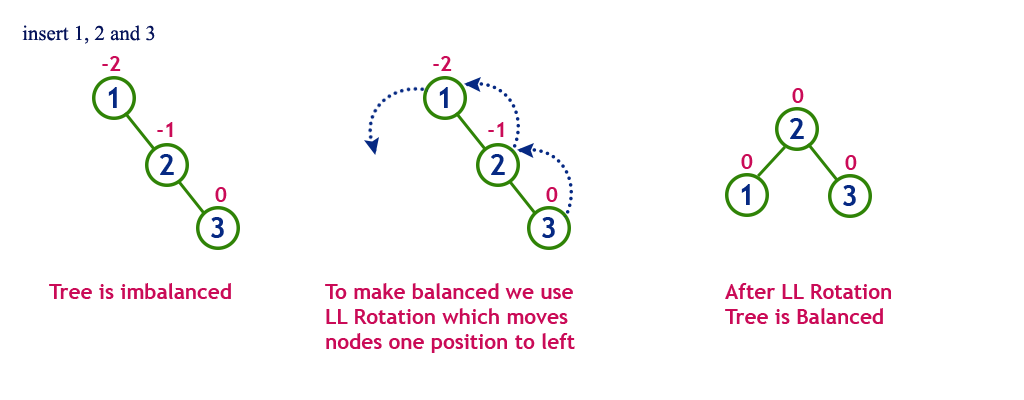 insert 1, 2 and 3
-2
1
-1
2
0
3
Tree is imbalanced
-2
1
-1
2
0
3
To make balanced we use
LL Rotation which moves
nodes one position to left
0
2
0
1
0
3
After LL Rotation
Tree is Balanced